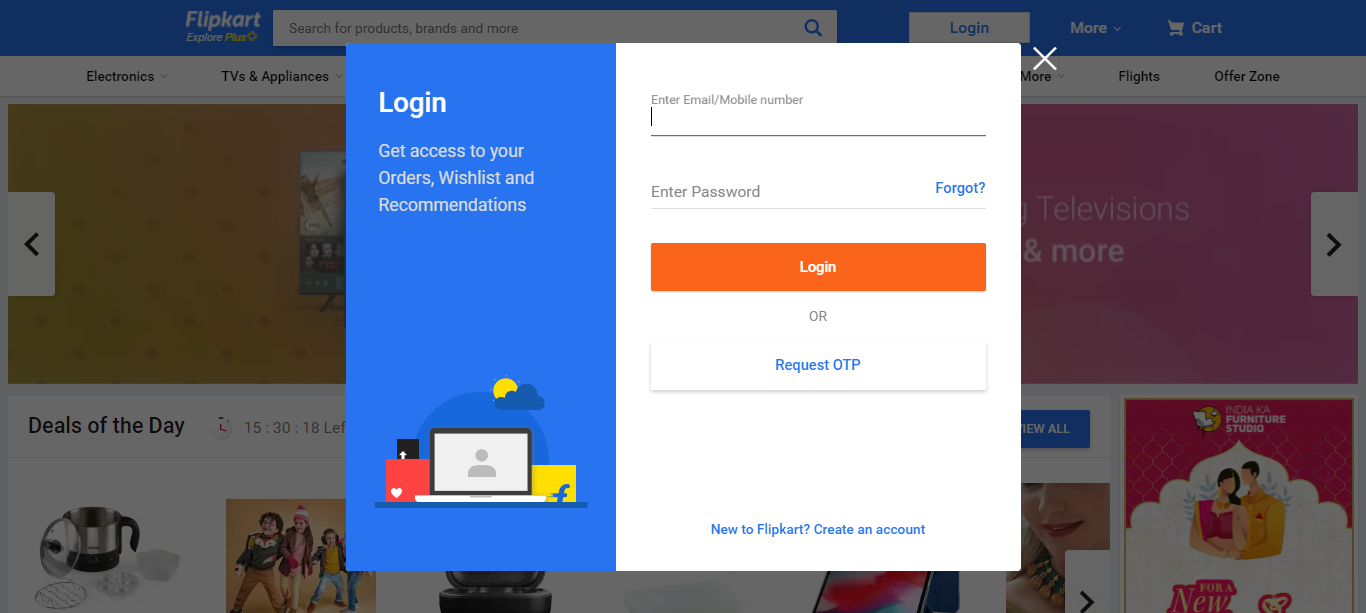 Flipkart
Explore Plus
Search for products, brands and more
Login
More
Cart
Electronics
TVs & Appliances
More
Flights
Offer Zone
Login
Get access to your
Orders, Wishlist and
Recommendations
Enter Email/Mobile number
Enter Password
Forgot?
Login
OR
Request OTP
New to Flipkart? Create an account
Televisions
& more
Deals of the Day
15 : 30 : 18 Lef
VIEW ALL
INDIA KA
FURNITURE
STUDIO
FOR A
New